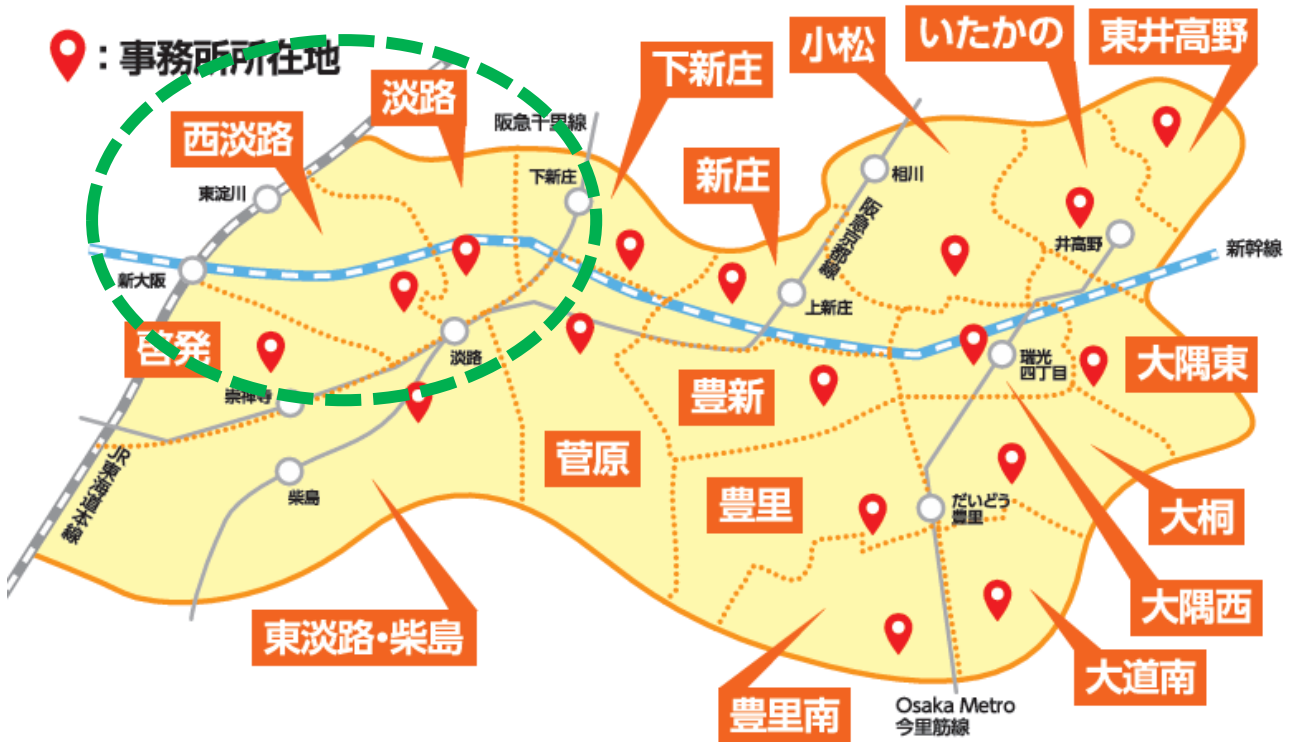 ：事務所所在地
小松
いたかの
東井高野
下新庄
淡路
西淡路
阪急千里線
新庄
下新庄
相川
東淀川
阪急京都線
井高野
新幹線
新大阪
上新庄
啓発
淡路
瑞光
四丁目
大隅東
崇禅寺
豊新
菅原
JR東海道本線
柴島
豊里
だいどう
豊里
大桐
大隅西
東淡路・柴島
大道南
豊里南
Osaka Metro
今里筋線